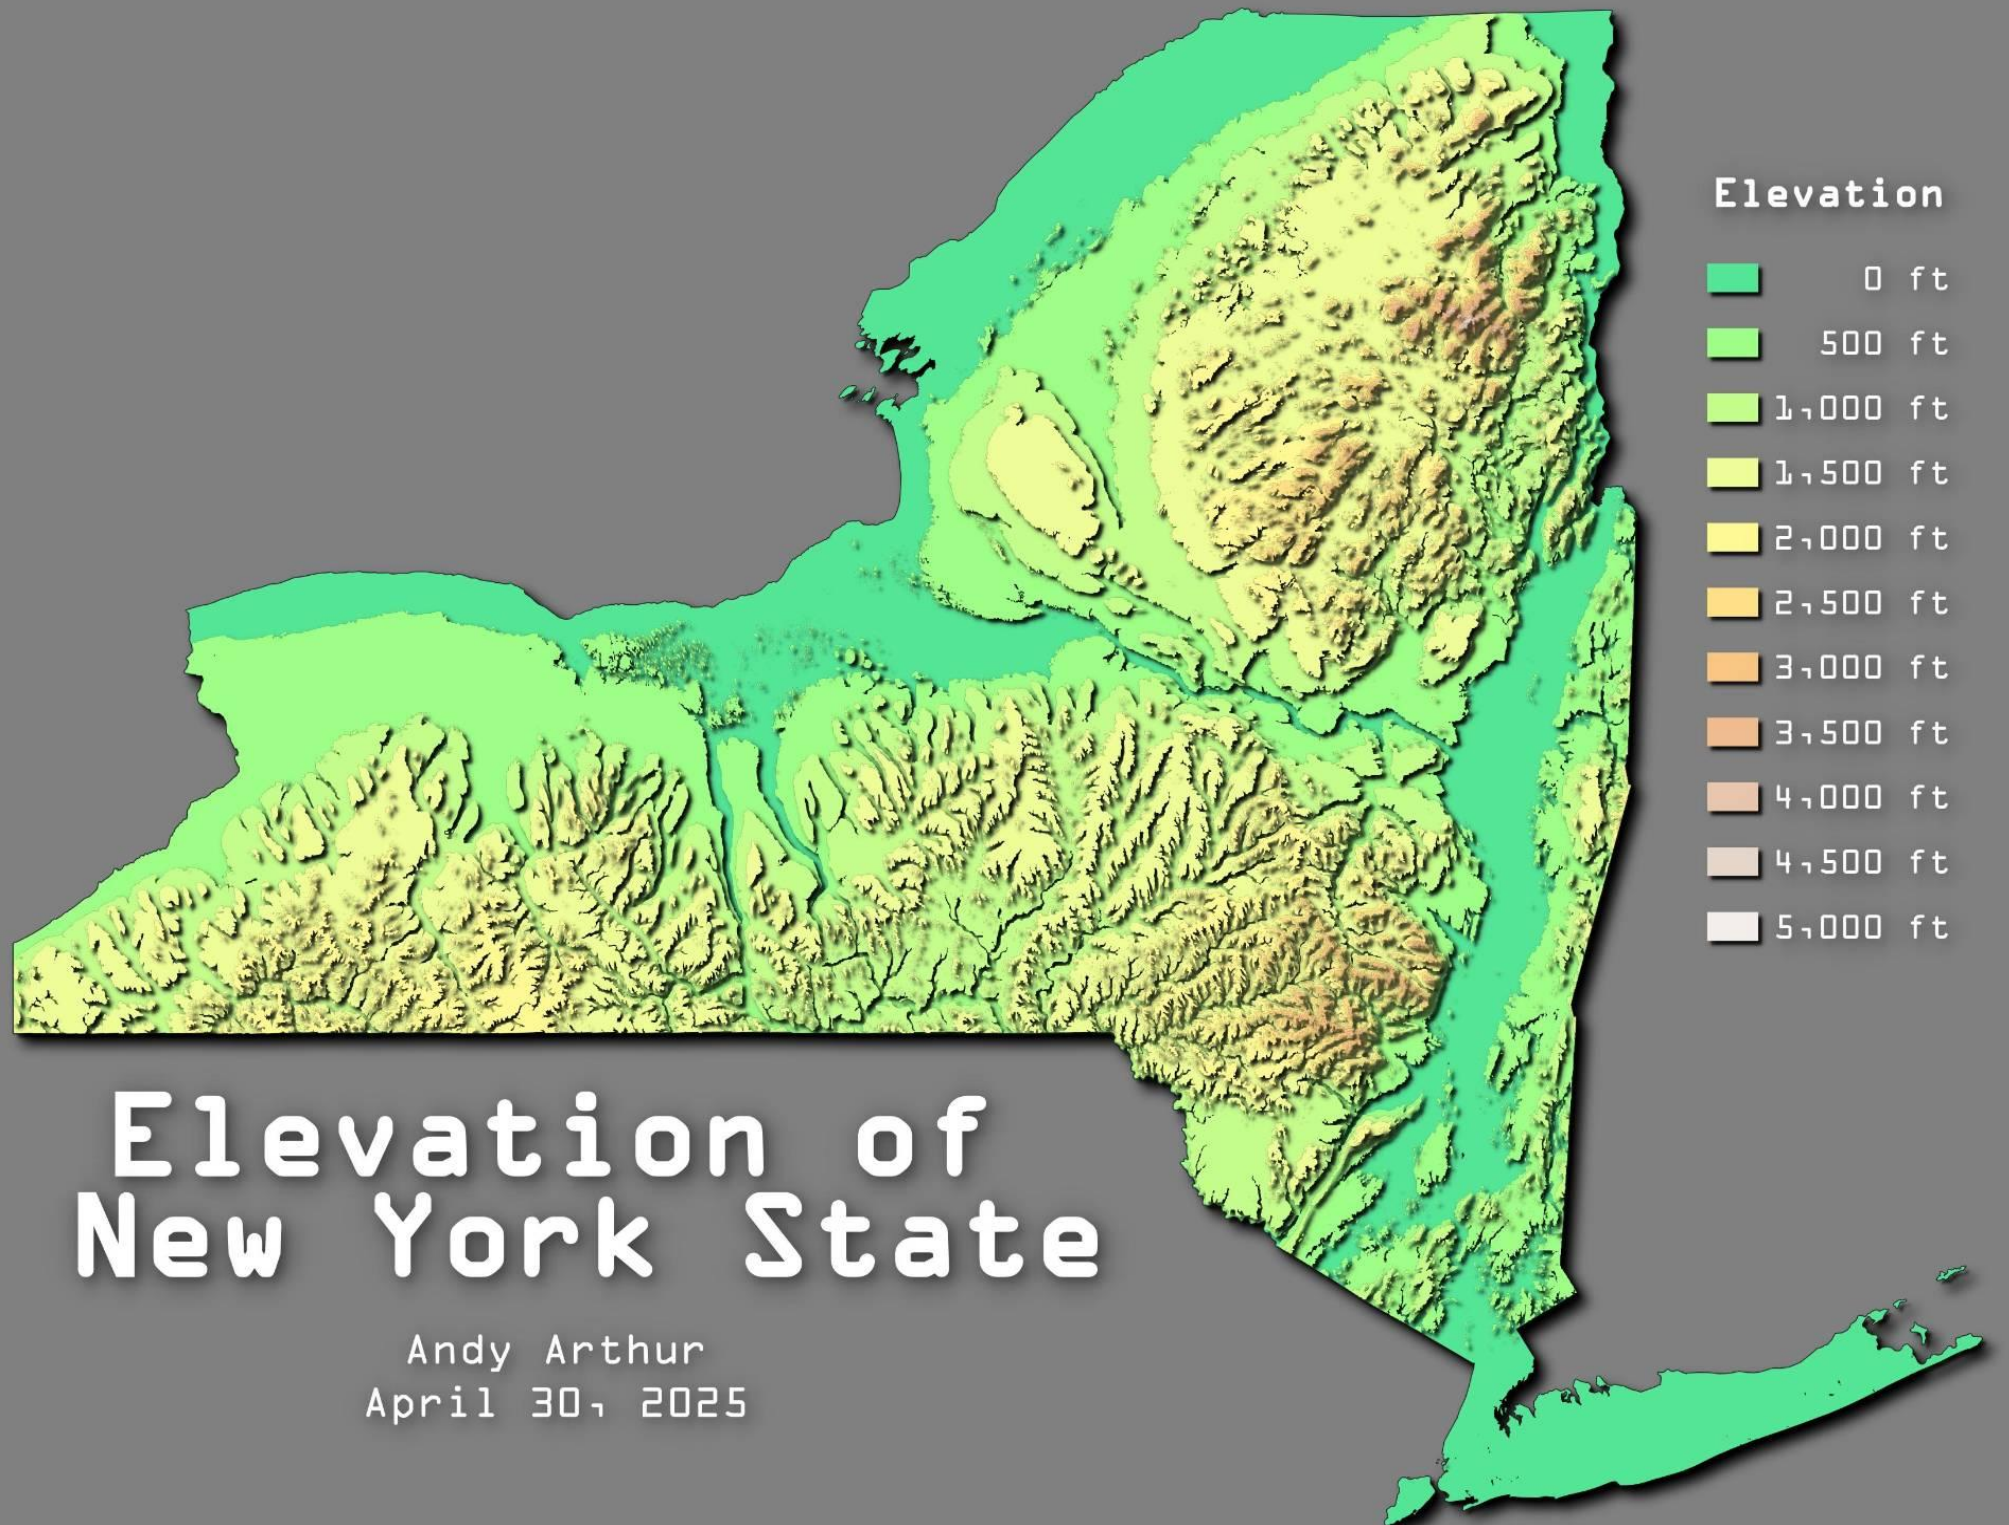 Elevation
0 ft
500 ft
1,000 ft
1,500 ft
2,000 ft
2,500 ft
3,000 ft
3,500 ft
4,000 ft
4,500 ft
5,000 ft
Elevation of
New York State
Andy Arthur
April 30, 2025